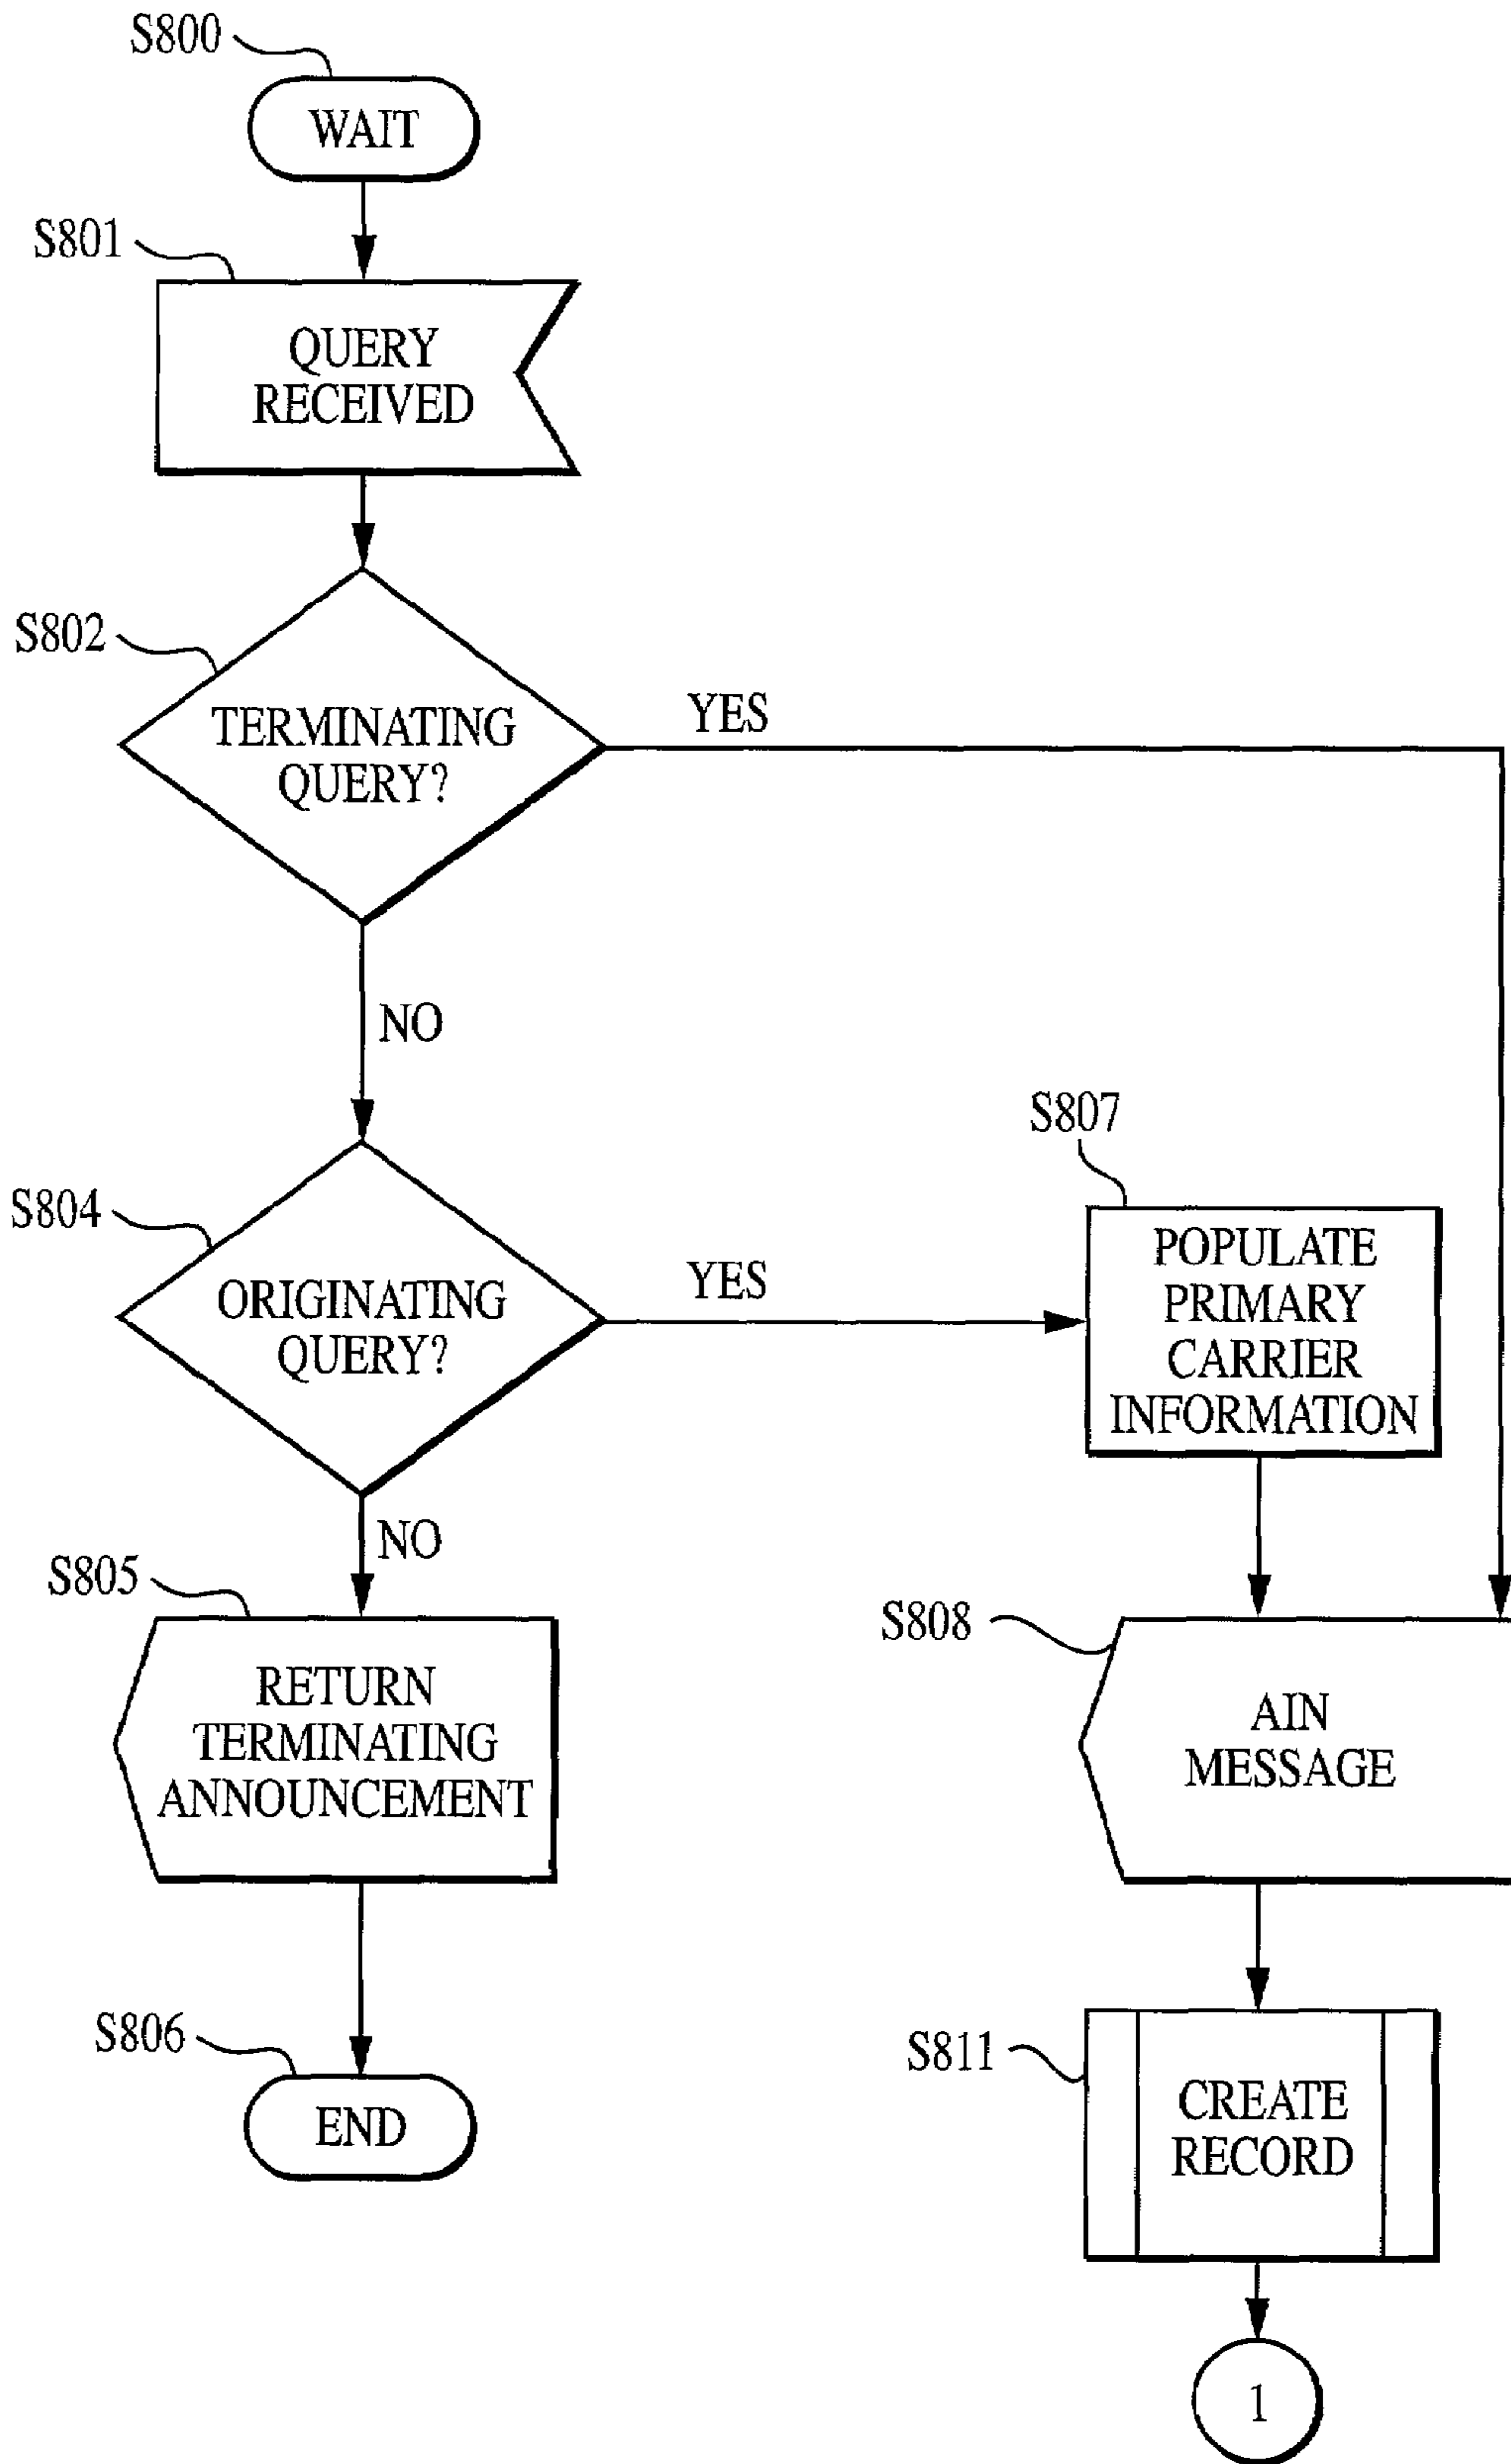 S800
WAIT
S801
QUERY
RECEIVED
S802
TERMINATING
QUERY?
YES
NO
S804
ORIGINATING
QUERY?
YES
S807
POPULATE
PRIMARY
CARRIER
INFORMATION
NO
S805
RETURN
TERMINATING
ANNOUNCEMENT
S808
AIN
MESSAGE
S806
END
S811
CREATE
RECORD
1